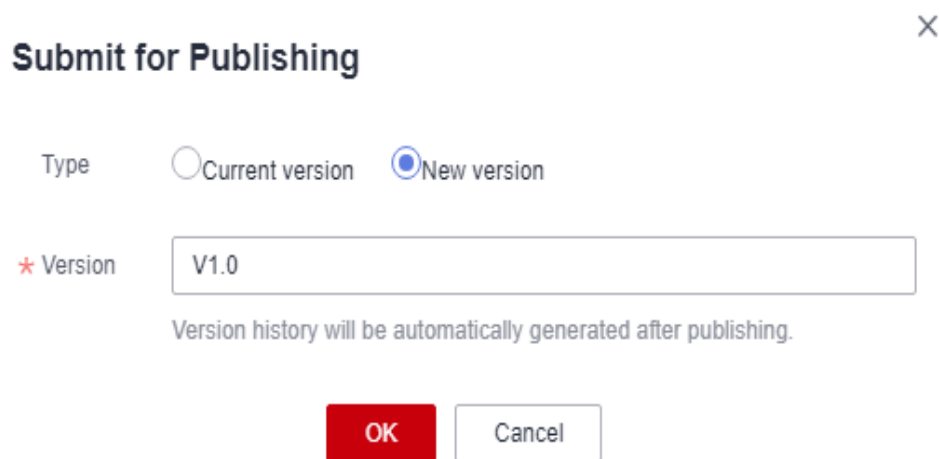 Submit for Publishing
Type Current version New version
* Version V1.0
Version history will be automatically generated after publishing.
OK Cancel